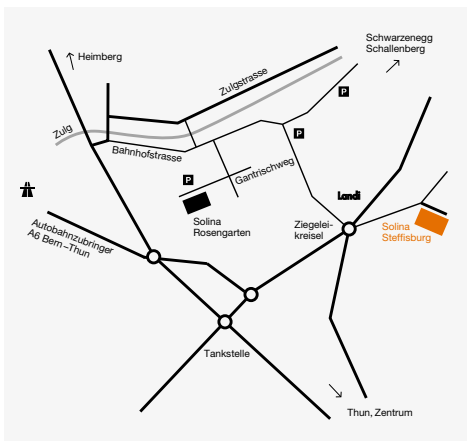 Schwarzenegg
Schallenberg
Heimberg
Zulgstrasse
P
Zulg
P
Bahnhofstrasse
Gantrischweg
P
Landi
Solina
Rosengarten
Ziegelei-
kreisel
Solina
Steffisburg
Autobahnzubringer
A6 Bern–Thun
Tankstelle
Thun, Zentrum